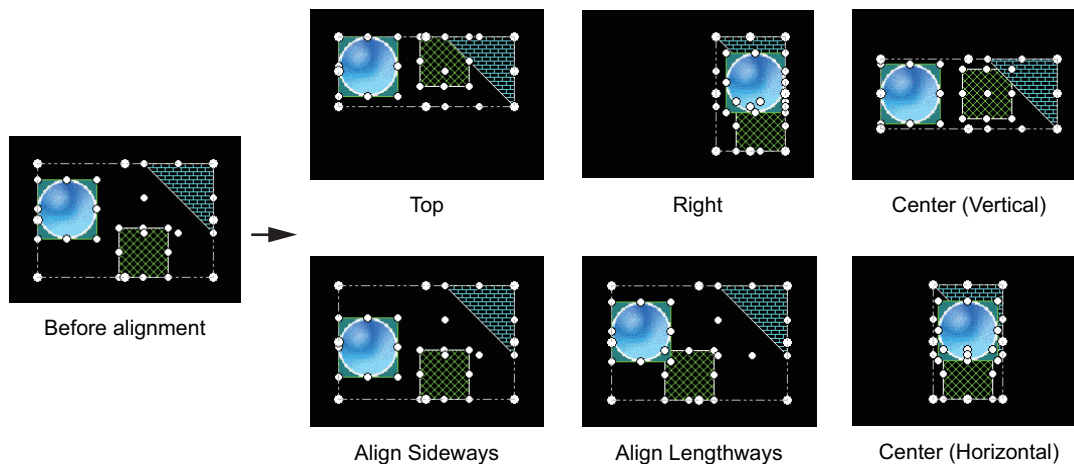 Top
Right
Center (Vertical)
Before alignment
Align Sideways
Align Lengthways
Center (Horizontal)